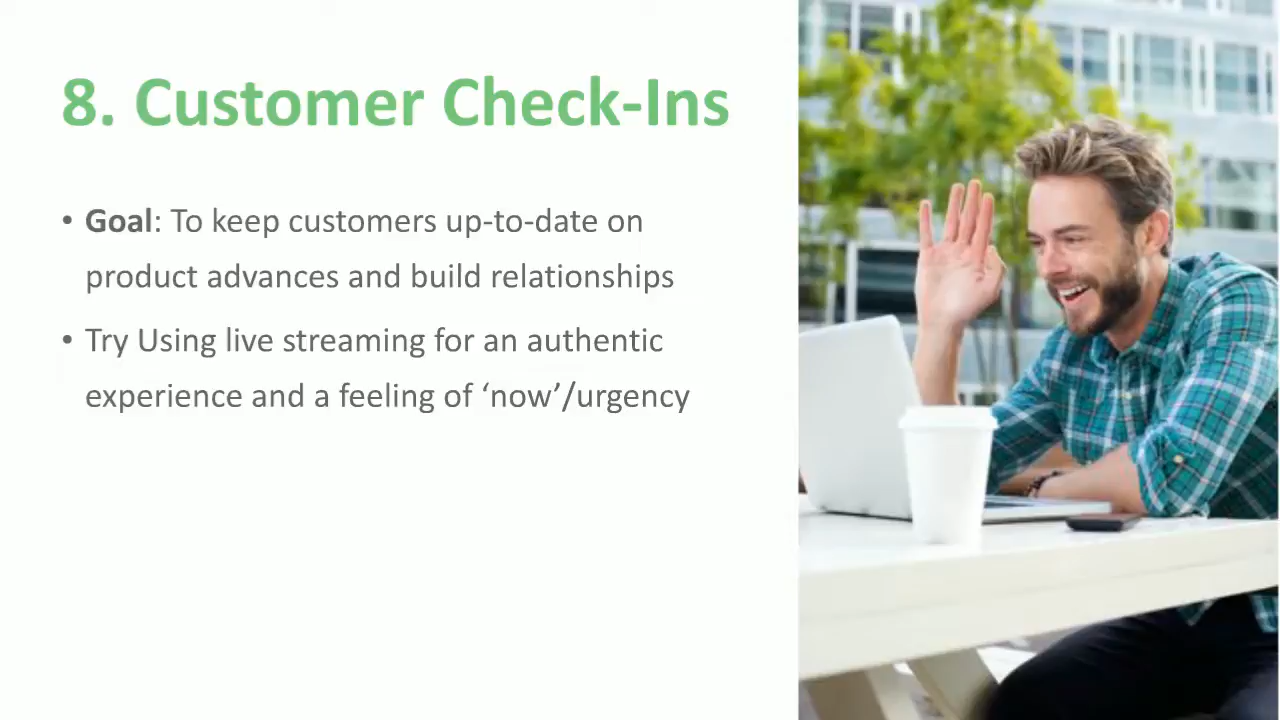 8. Customer Check-Ins
• Goal: To keep customers up-to-date on
product advances and build relationships
• Try Using live streaming for an authentic
experience and a feeling of ‘now’/urgency